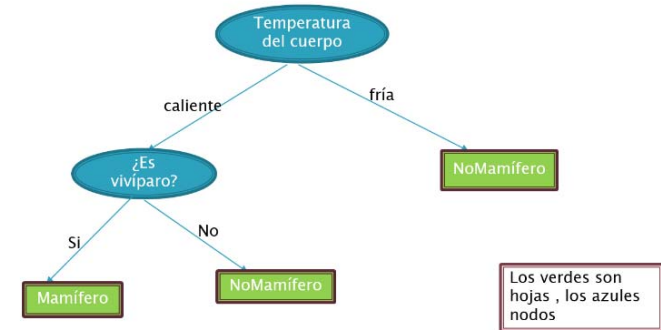 Temperatura
del cuerpo
caliente
fría
¿Es
vivíparo?
NoMamífero
Si
No
Mamífero
NoMamífero
Los verdes son
hojas , los azules
nodos